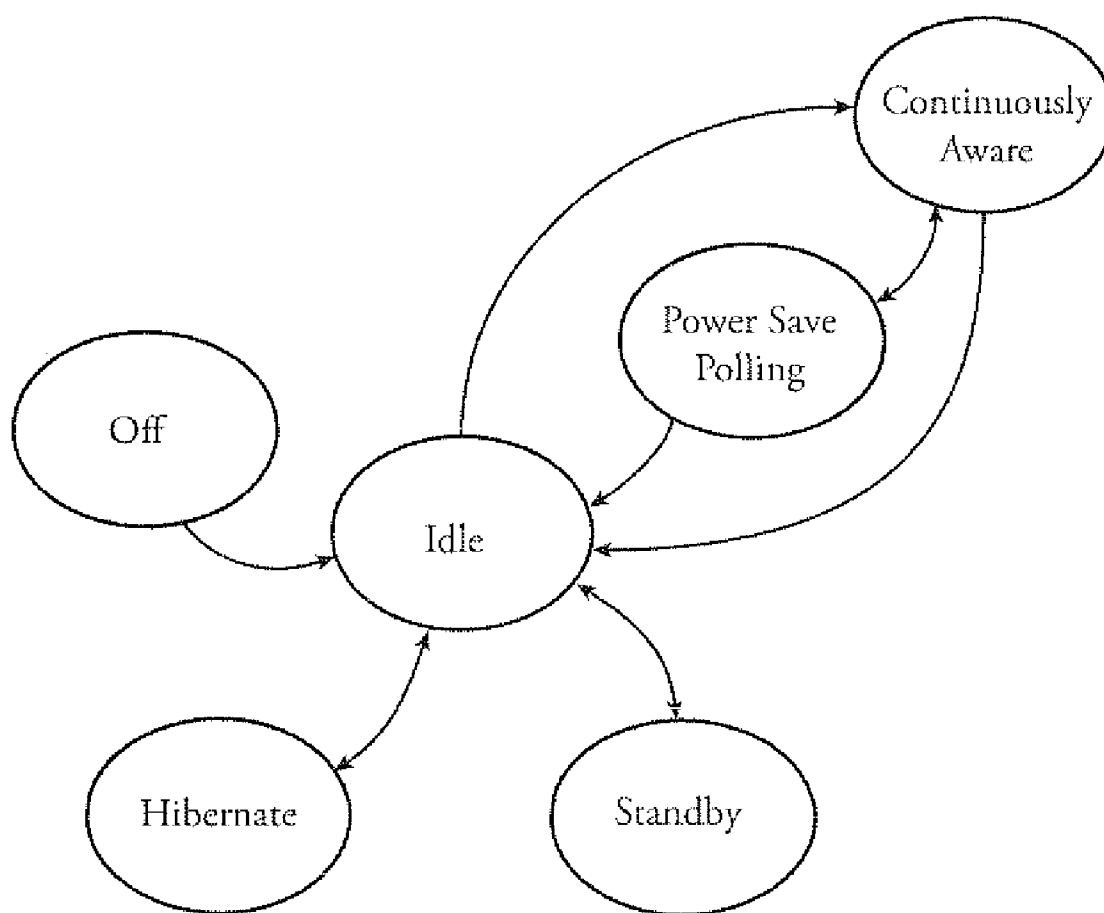 Continuously
Aware
Power Save
Polling
Off
Idle
Hibernate
Standby